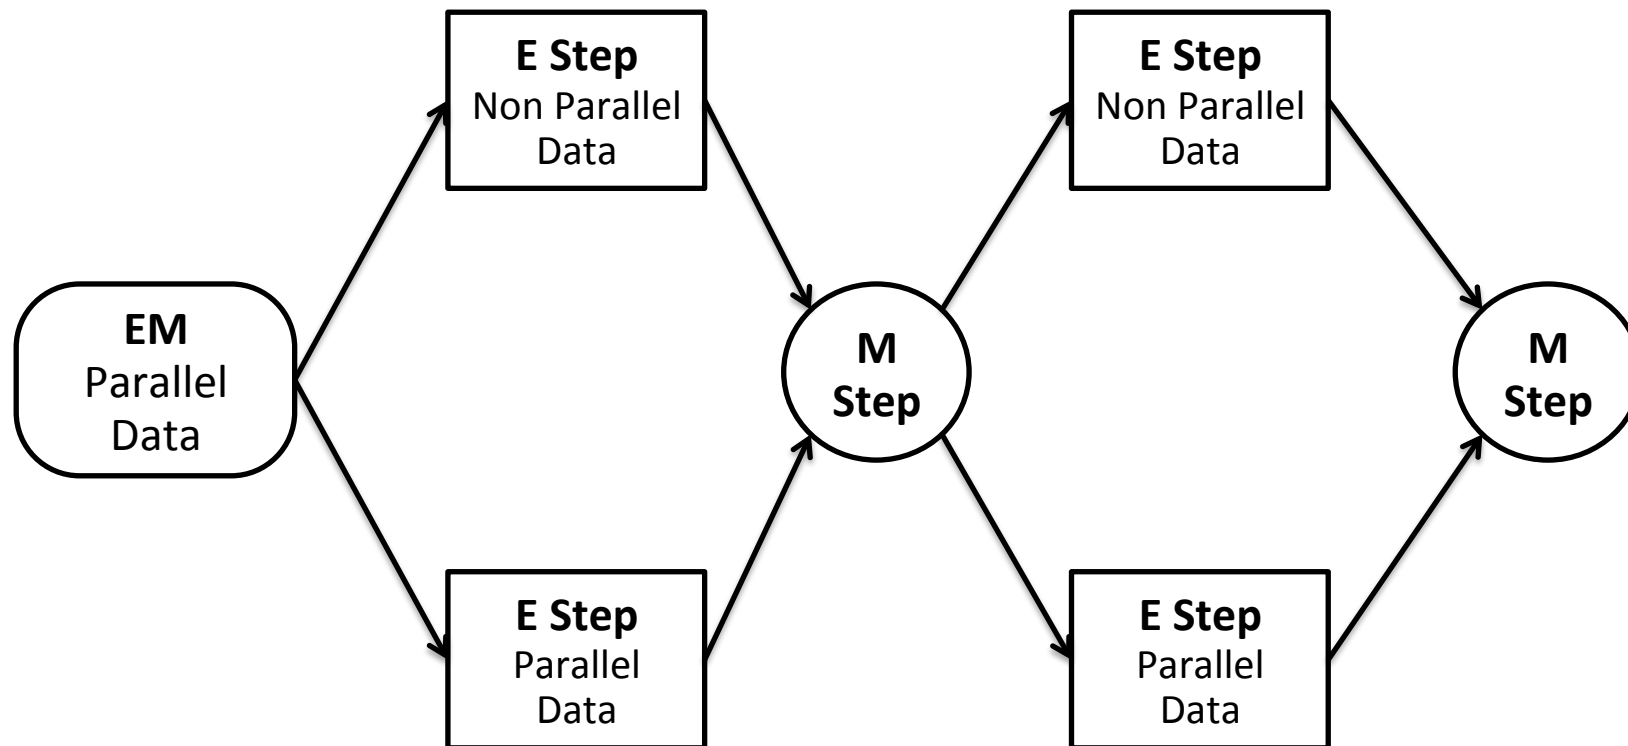 EM
Parallel
Data
E Step
Non Parallel
Data
E Step
Parallel
Data
M
Step
E Step
Non Parallel
Data
E Step
Parallel
Data
M
Step